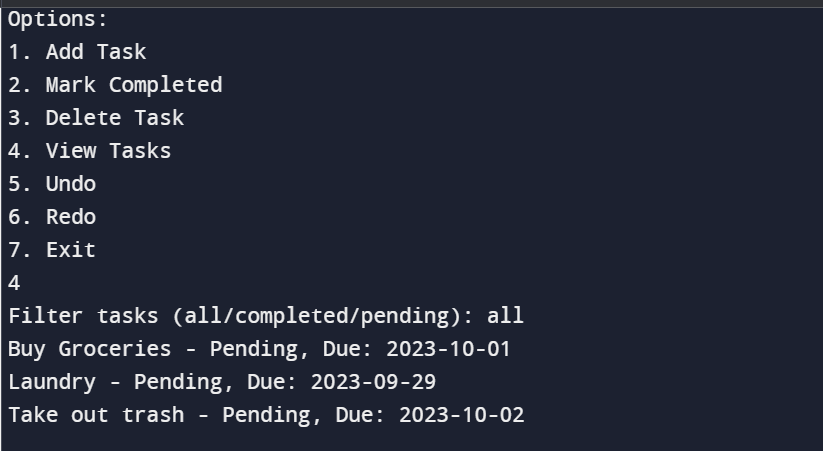 Options:
1. Add Task
2. Mark Completed
3. Delete Task
4. View Tasks
5. Undo
6. Redo
7. Exit
4
Filter tasks (all/completed/pending): all
Buy Groceries - Pending, Due: 2023-10-01
Laundry - Pending, Due: 2023-09-29
Take out trash - Pending, Due: 2023-10-02